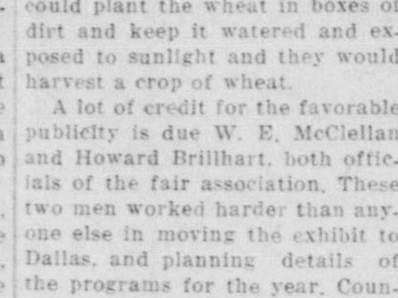 could plant the wheat in boxes of
dirt and keep it watered and ex-
posed to sunlight and they would
harvest a crop of wheat.
A lot of credit for the favorable
publicity is due W. E. McClellan
and Howard Brillhart, both offic-
ials of the fair association. These
two men worked harder than any-
one else in moving the exhibit to
Dallas, and planning details of
the programs for the year. Coun-